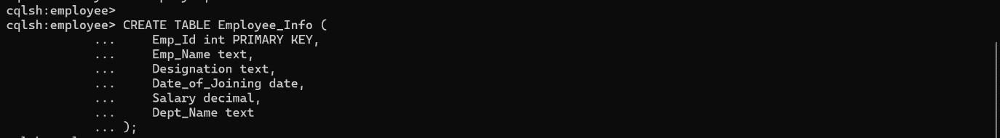 cqlsh:employee>
cqlsh:employee> CREATE TABLE Employee_Info (
... Emp_Id int PRIMARY KEY,
... Emp_Name text,
... Designation text,
... Date_of_Joining date,
... Salary decimal,
... Dept_Name text
... );